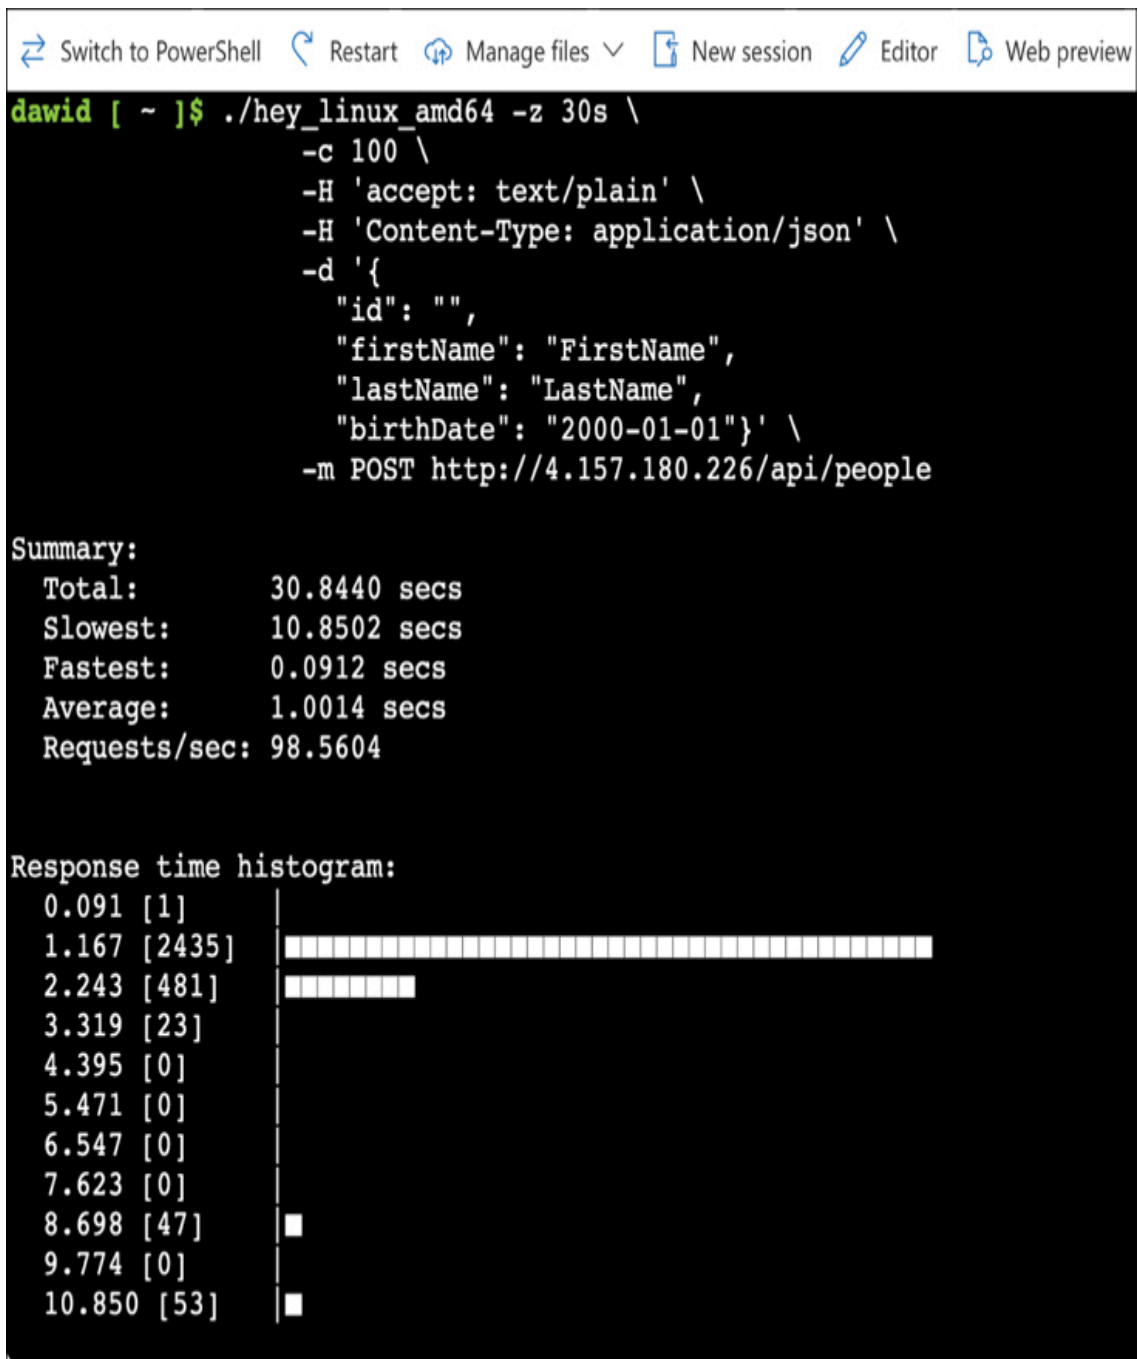 Switch to PowerShell Restart Manage files New session Editor Web preview
dawid [ ~ ]$ ./hey_linux_amd64 -z 30s \
-c 100 \
-H 'accept: text/plain' \
-H 'Content-Type: application/json' \
-d '{
"id": "",
"firstName": "FirstName",
"lastName": "LastName",
"birthDate": "2000-01-01"}' \
-m POST http://4.157.180.226/api/people
Summary:
Total: 30.8440 secs
Slowest: 10.8502 secs
Fastest: 0.0912 secs
Average: 1.0014 secs
Requests/sec: 98.5604
Response time histogram:
0.091 [1] |
1.167 [2435] |■■■■■■■■■■■■■■■■■■■■■■■■■■■■■■■■■■■■■■■■
2.243 [481] |■■■■■■■■
3.319 [23] |
4.395 [0] |
5.471 [0] |
6.547 [0] |
7.623 [0] |
8.698 [47] |■
9.774 [0] |
10.850 [53] |■